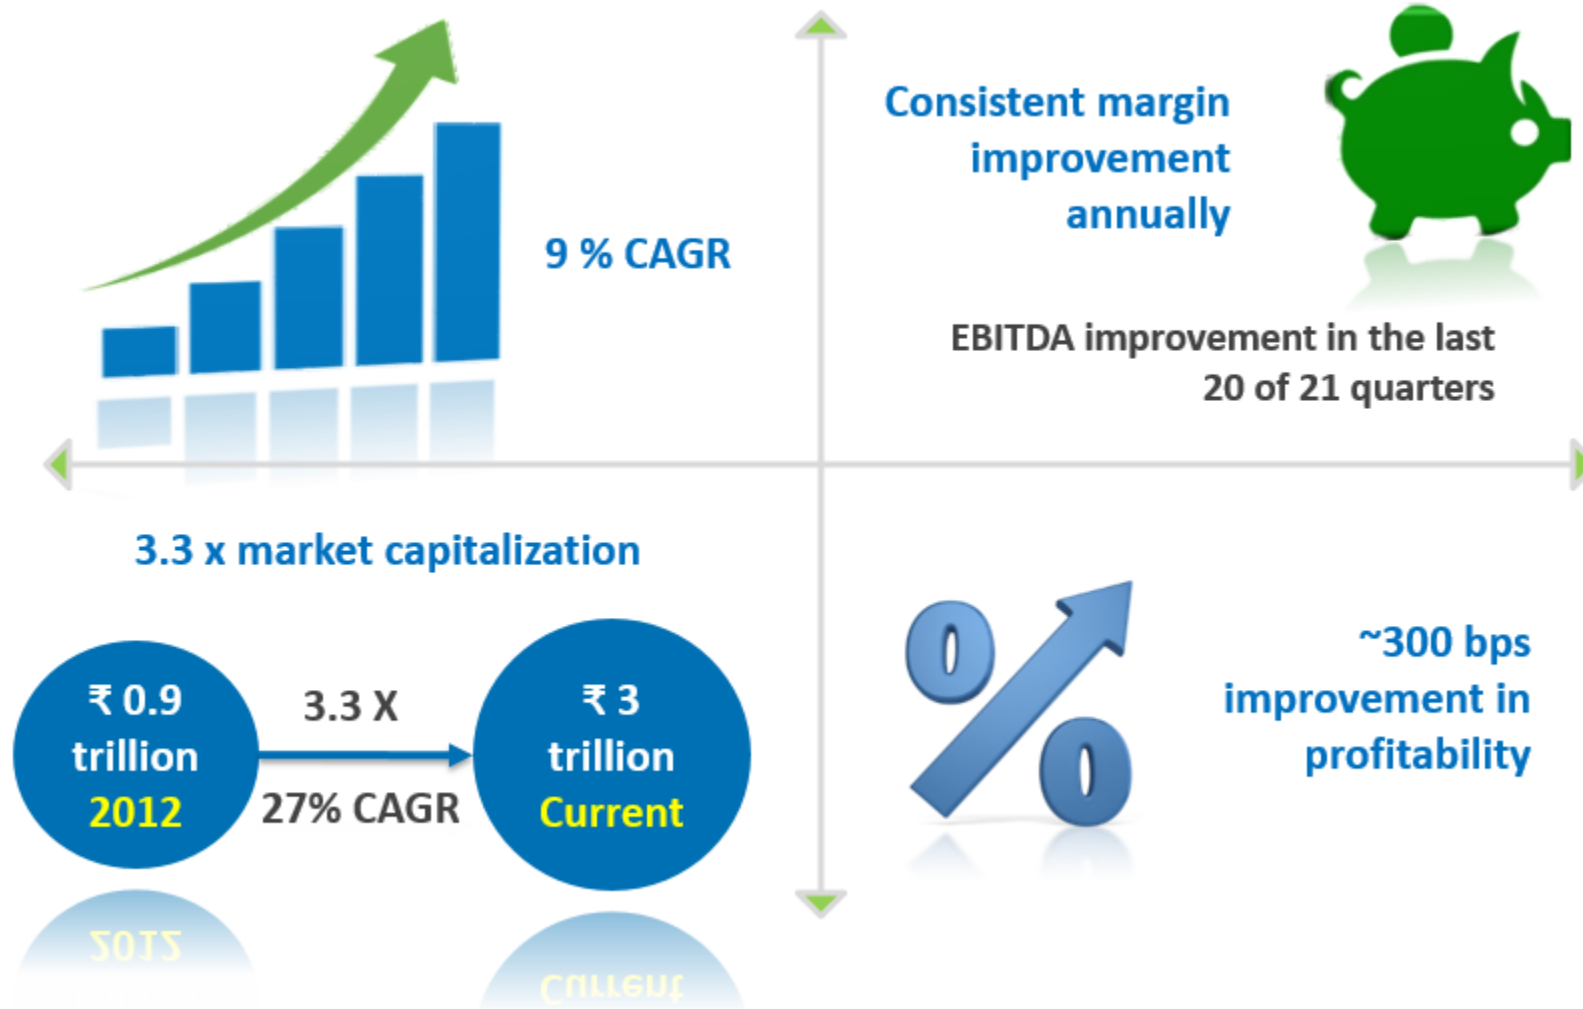 9 % CAGR
Consistent margin
improvement
annually
EBITDA improvement in the last
20 of 21 quarters
3.3 x market capitalization
₹ 0.9
trillion
2012
3.3 X
27% CAGR
₹ 3
trillion
Current
~300 bps
improvement in
profitability